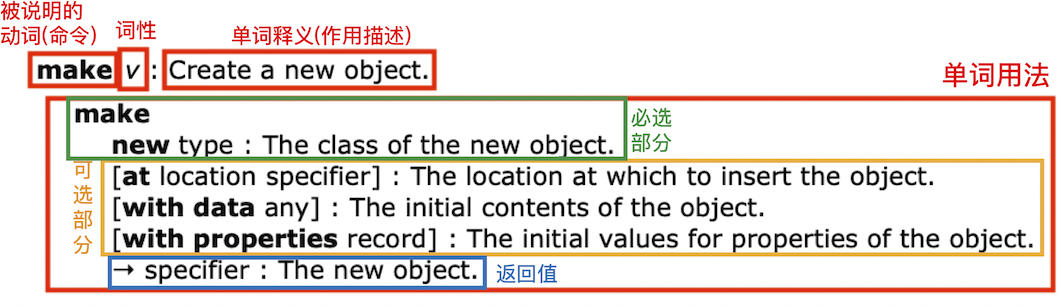 被说明的
动词(命令)
词性
单词释义(作用描述)
make v : Create a new object.
单词用法
make
new type : The class of the new object.
必选
部分
可选部分
[at location specifier] : The location at which to insert the object.
[with data any] : The initial contents of the object.
[with properties record] : The initial values for properties of the object.
→ specifier : The new object.
返回值